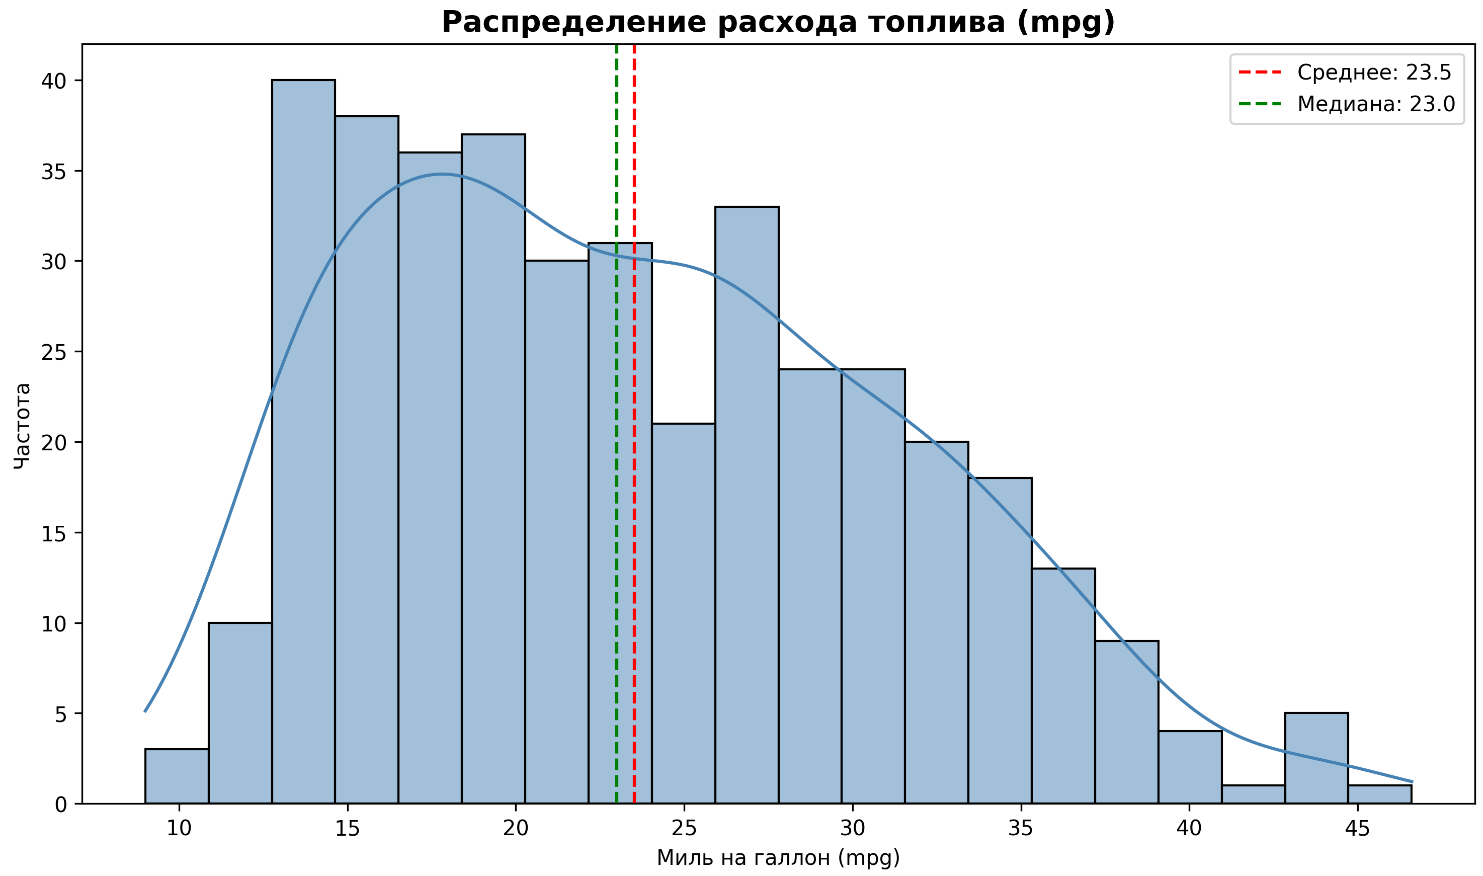 Распределение расхода топлива (mpg)
Среднее: 23.5
Медиана: 23.0
Частота
40
35
30
25
20
15
10
5
0
10 15 20 25 30 35 40 45
Миль на галлон (mpg)